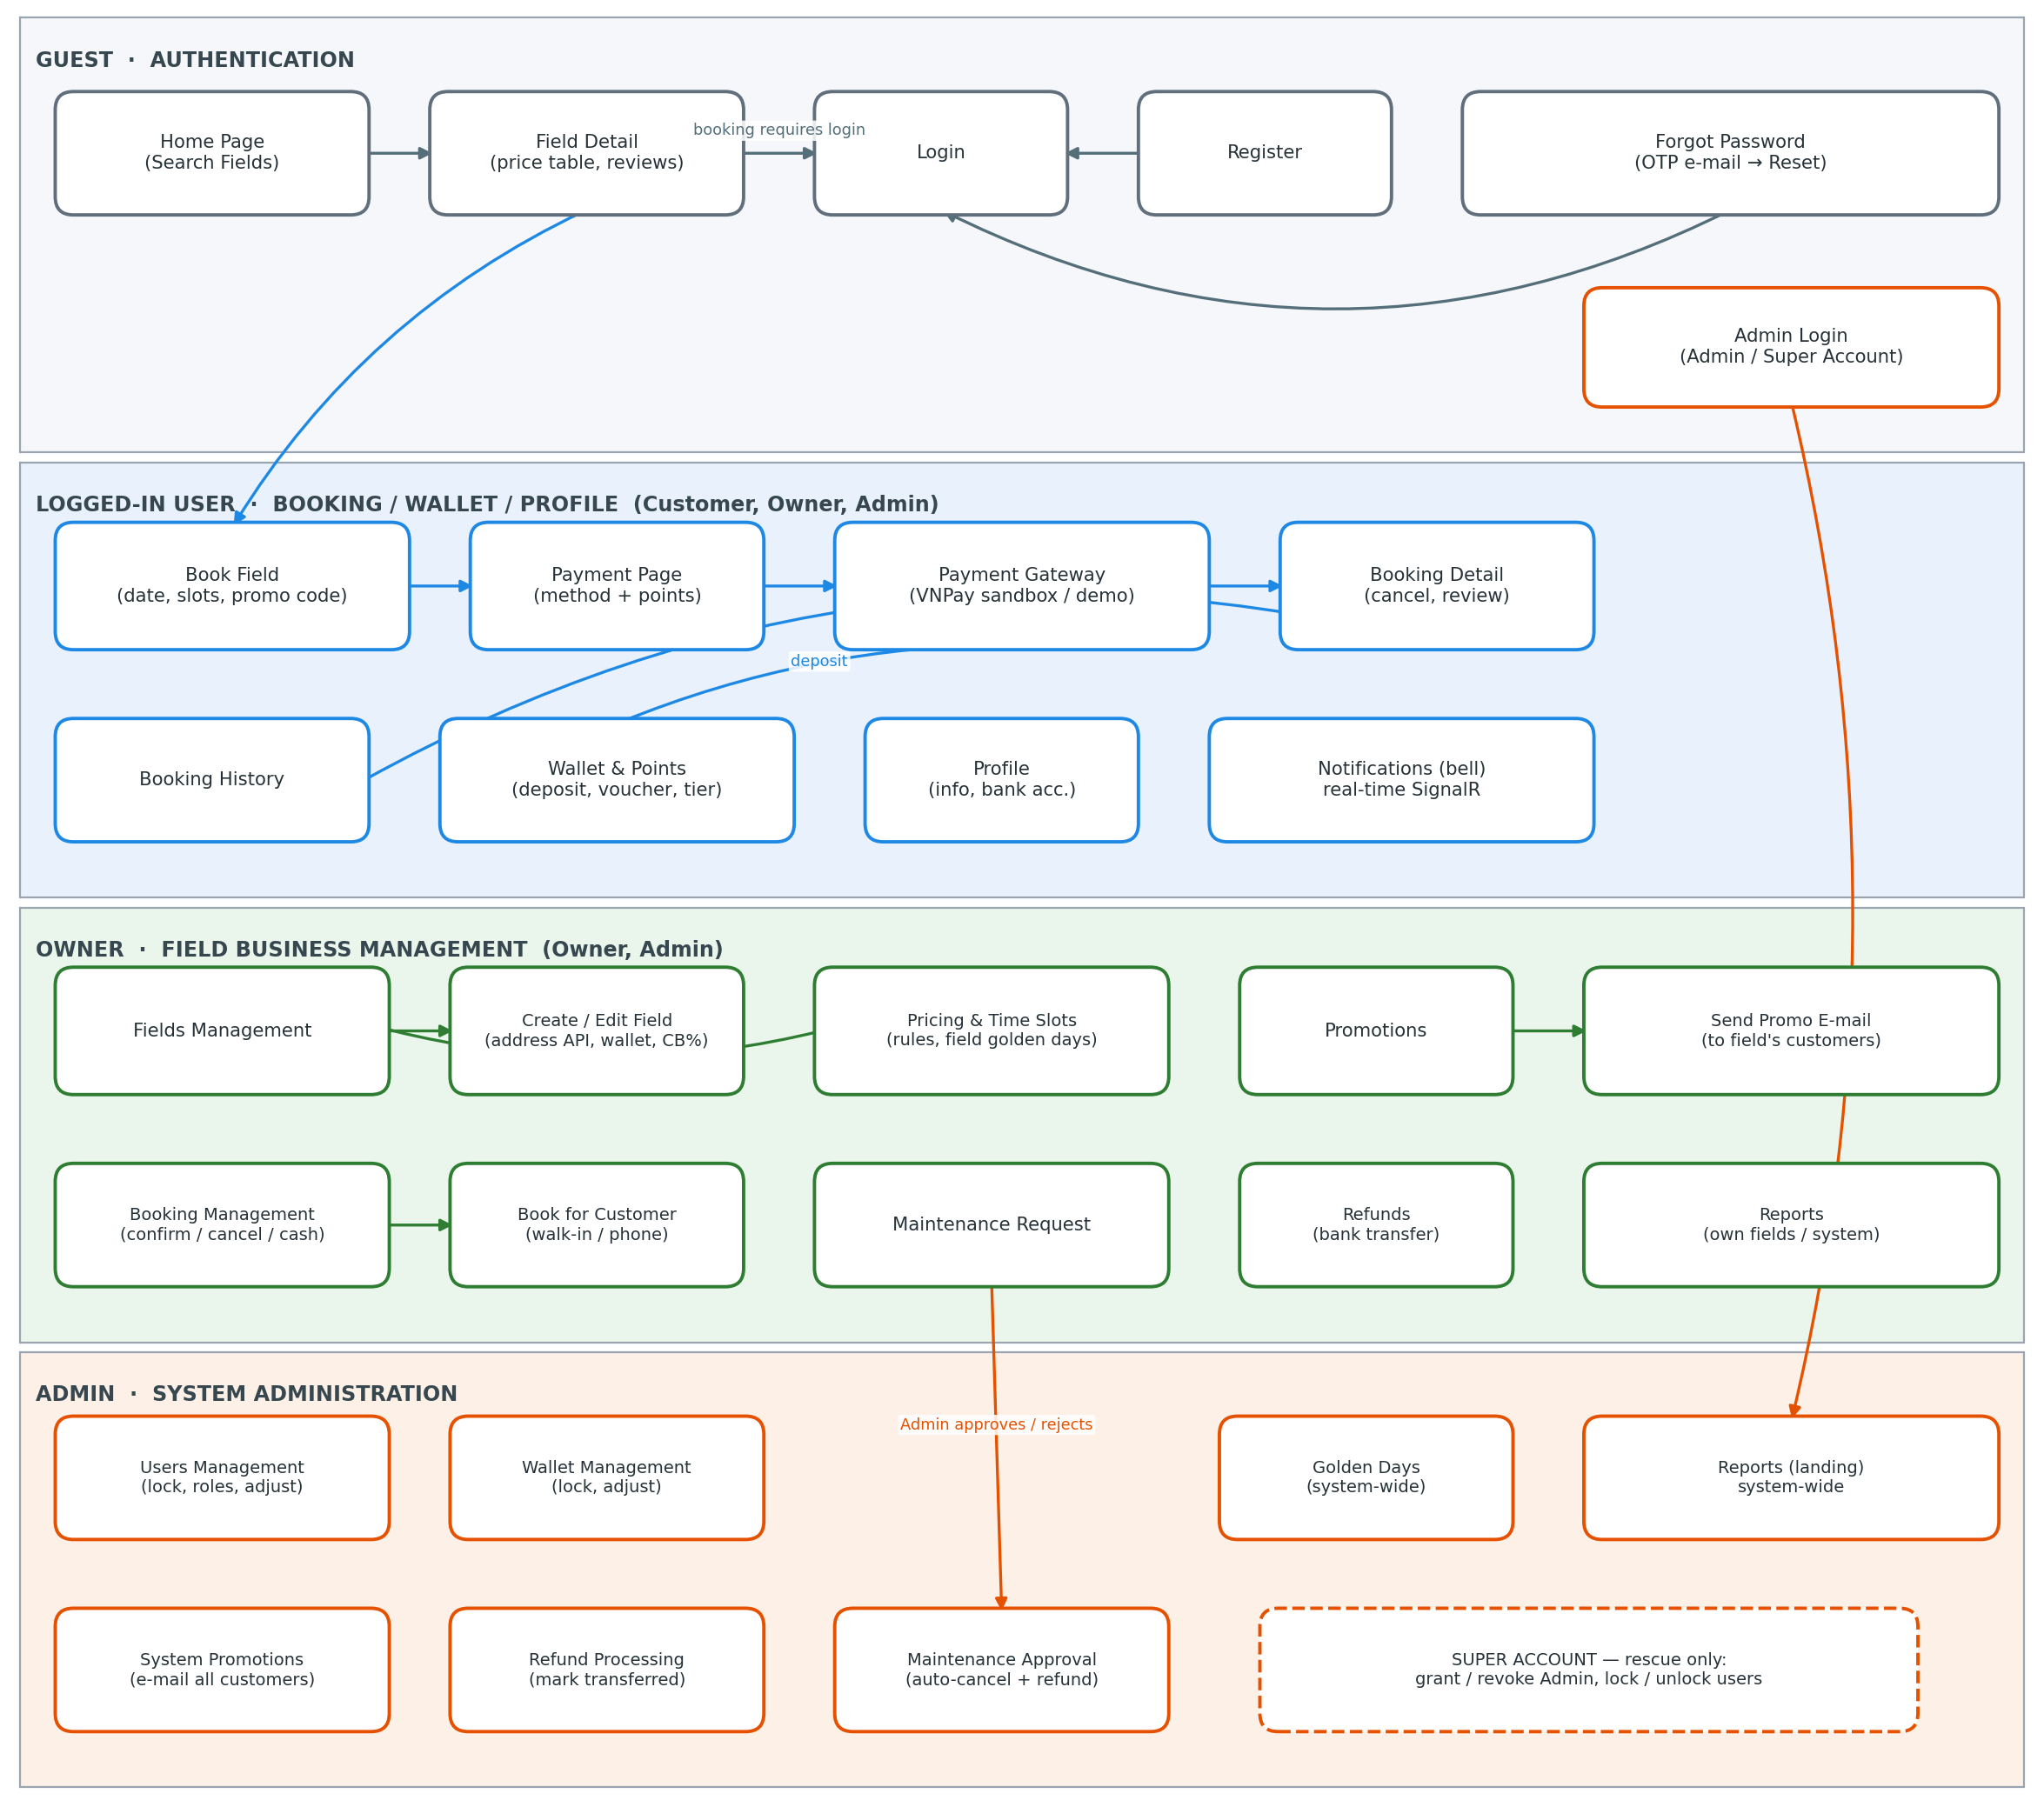 GUEST · AUTHENTICATION
Home Page
(Search Fields)
Field Detail
(price table, reviews)
booking requires login
Login
Register
Forgot Password
(OTP e-mail → Reset)
Admin Login
(Admin / Super Account)
LOGGED-IN USER · BOOKING / WALLET / PROFILE (Customer, Owner, Admin)
Book Field
(date, slots, promo code)
Payment Page
(method + points)
Payment Gateway
(VNPay sandbox / demo)
Booking Detail
(cancel, review)
deposit
Booking History
Wallet & Points
(deposit, voucher, tier)
Profile
(info, bank acc.)
Notifications (bell)
real-time SignalR
OWNER · FIELD BUSINESS MANAGEMENT (Owner, Admin)
Fields Management
Create / Edit Field
(address API, wallet, CB%)
Pricing & Time Slots
(rules, field golden days)
Promotions
Send Promo E-mail
(to field's customers)
Booking Management
(confirm / cancel / cash)
Book for Customer
(walk-in / phone)
Maintenance Request
Refunds
(bank transfer)
Reports
(own fields / system)
ADMIN · SYSTEM ADMINISTRATION
Admin approves / rejects
Users Management
(lock, roles, adjust)
Wallet Management
(lock, adjust)
Golden Days
(system-wide)
Reports (landing)
system-wide
System Promotions
(e-mail all customers)
Refund Processing
(mark transferred)
Maintenance Approval
(auto-cancel + refund)
SUPER ACCOUNT — rescue only:
grant / revoke Admin, lock / unlock users